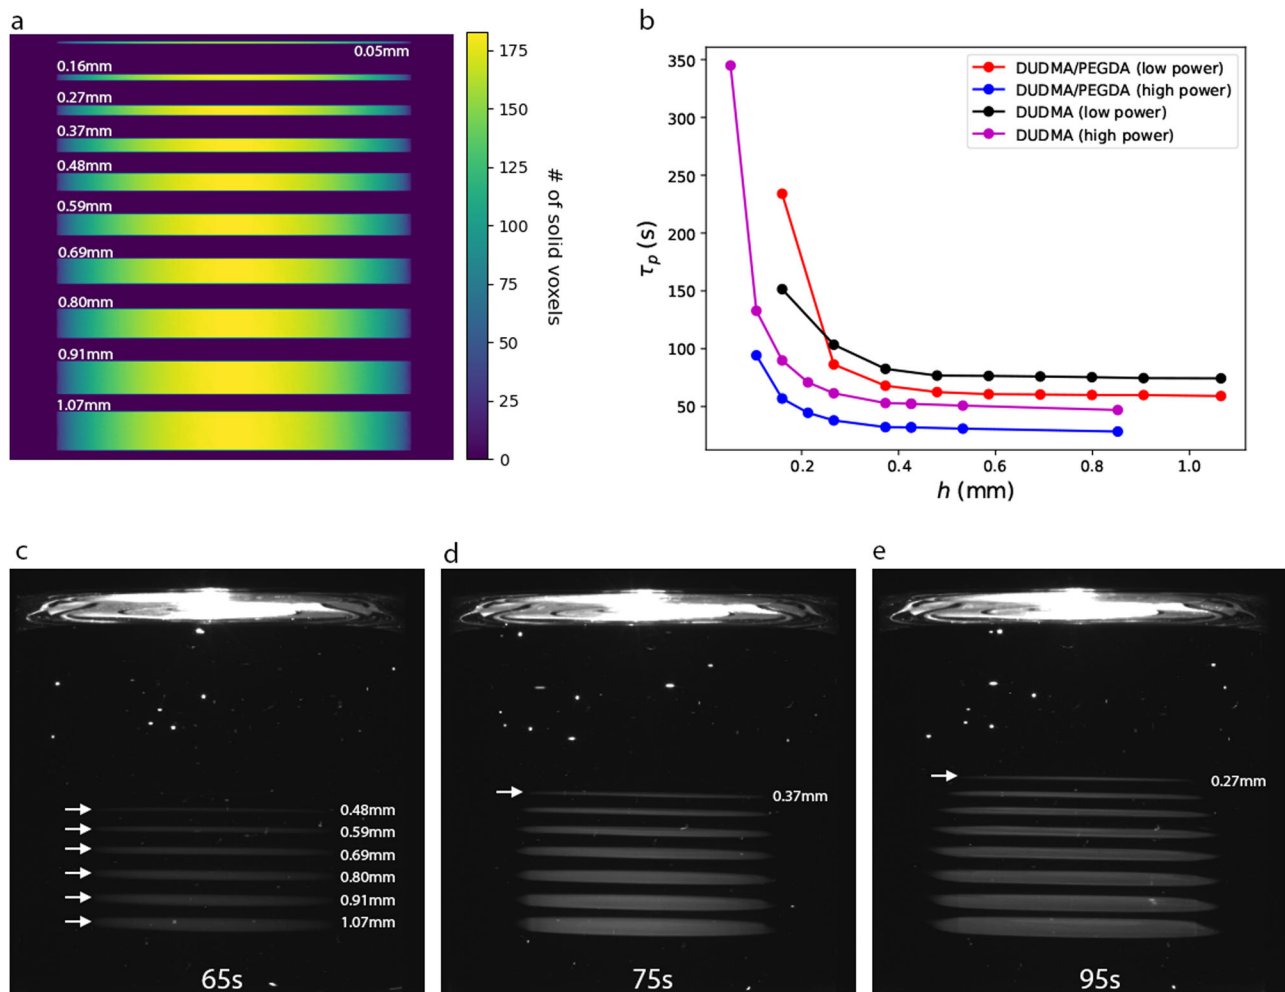 a
0.05mm
0.16mm
0.27mm
0.37mm
0.48mm
0.59mm
0.69mm
0.80mm
0.91mm
1.07mm
175
150
125
100
75
50
25
0
# of solid voxels
b
350
300
250
200
150
100
50
τp (s)
0.2 0.4 0.6 0.8 1.0
h (mm)
DUDMA/PEGDA (low power)
DUDMA/PEGDA (high power)
DUDMA (low power)
DUDMA (high power)
c
0.48mm
0.59mm
0.69mm
0.80mm
0.91mm
1.07mm
65s
d
0.37mm
75s
e
0.27mm
95s